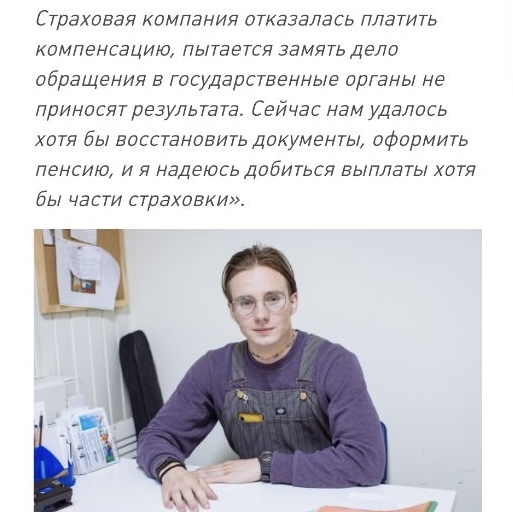 Страховая компания отказалась платить
компенсацию, пытается замять дело
обращения в государственные органы не
приносят результата. Сейчас нам удалось
хотя бы восстановить документы, оформить
пенсию, и я надеюсь добиться выплаты хотя
бы части страховки».